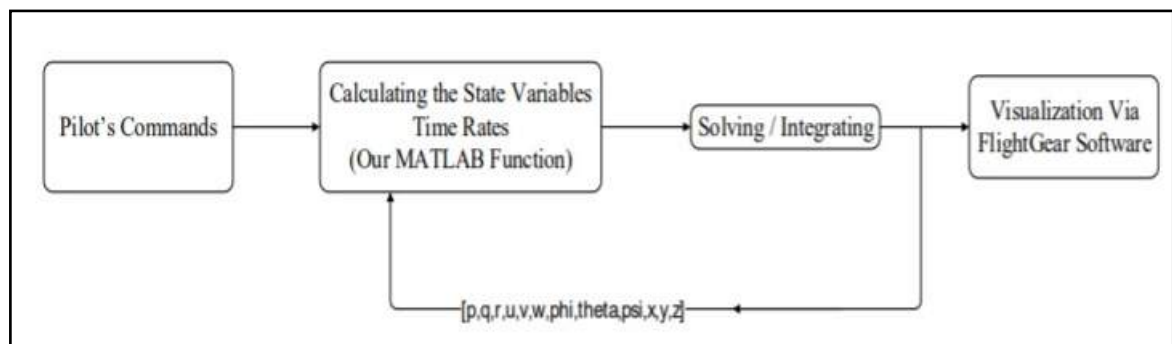 Pilot's Commands
Calculating the State Variables
Time Rates
(Our MATLAB Function)
Solving / Integrating
Visualization Via
FlightGear Software
[p,q,r,u,v,w,phi,theta,psi,x,y,z]